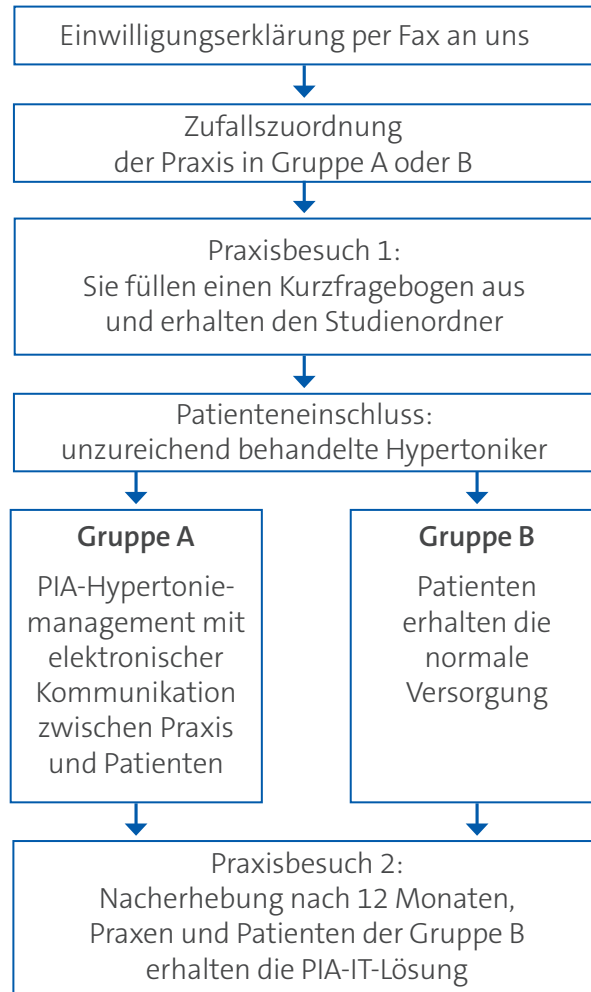 Einwilligungserklärung per Fax an uns
Zufallszuordnung
der Praxis in Gruppe A oder B
Praxisbesuch 1:
Sie füllen einen Kurzfragebogen aus
und erhalten den Studienordner
Patienteneinschluss:
unzureichend behandelte Hypertoniker
Gruppe A
PIA-Hypertonie-
management mit
elektronischer
Kommunikation
zwischen Praxis
und Patienten
Gruppe B
Patienten
erhalten die
normale
Versorgung
Praxisbesuch 2:
Nacherhebung nach 12 Monaten,
Praxen und Patienten der Gruppe B
erhalten die PIA-IT-Lösung